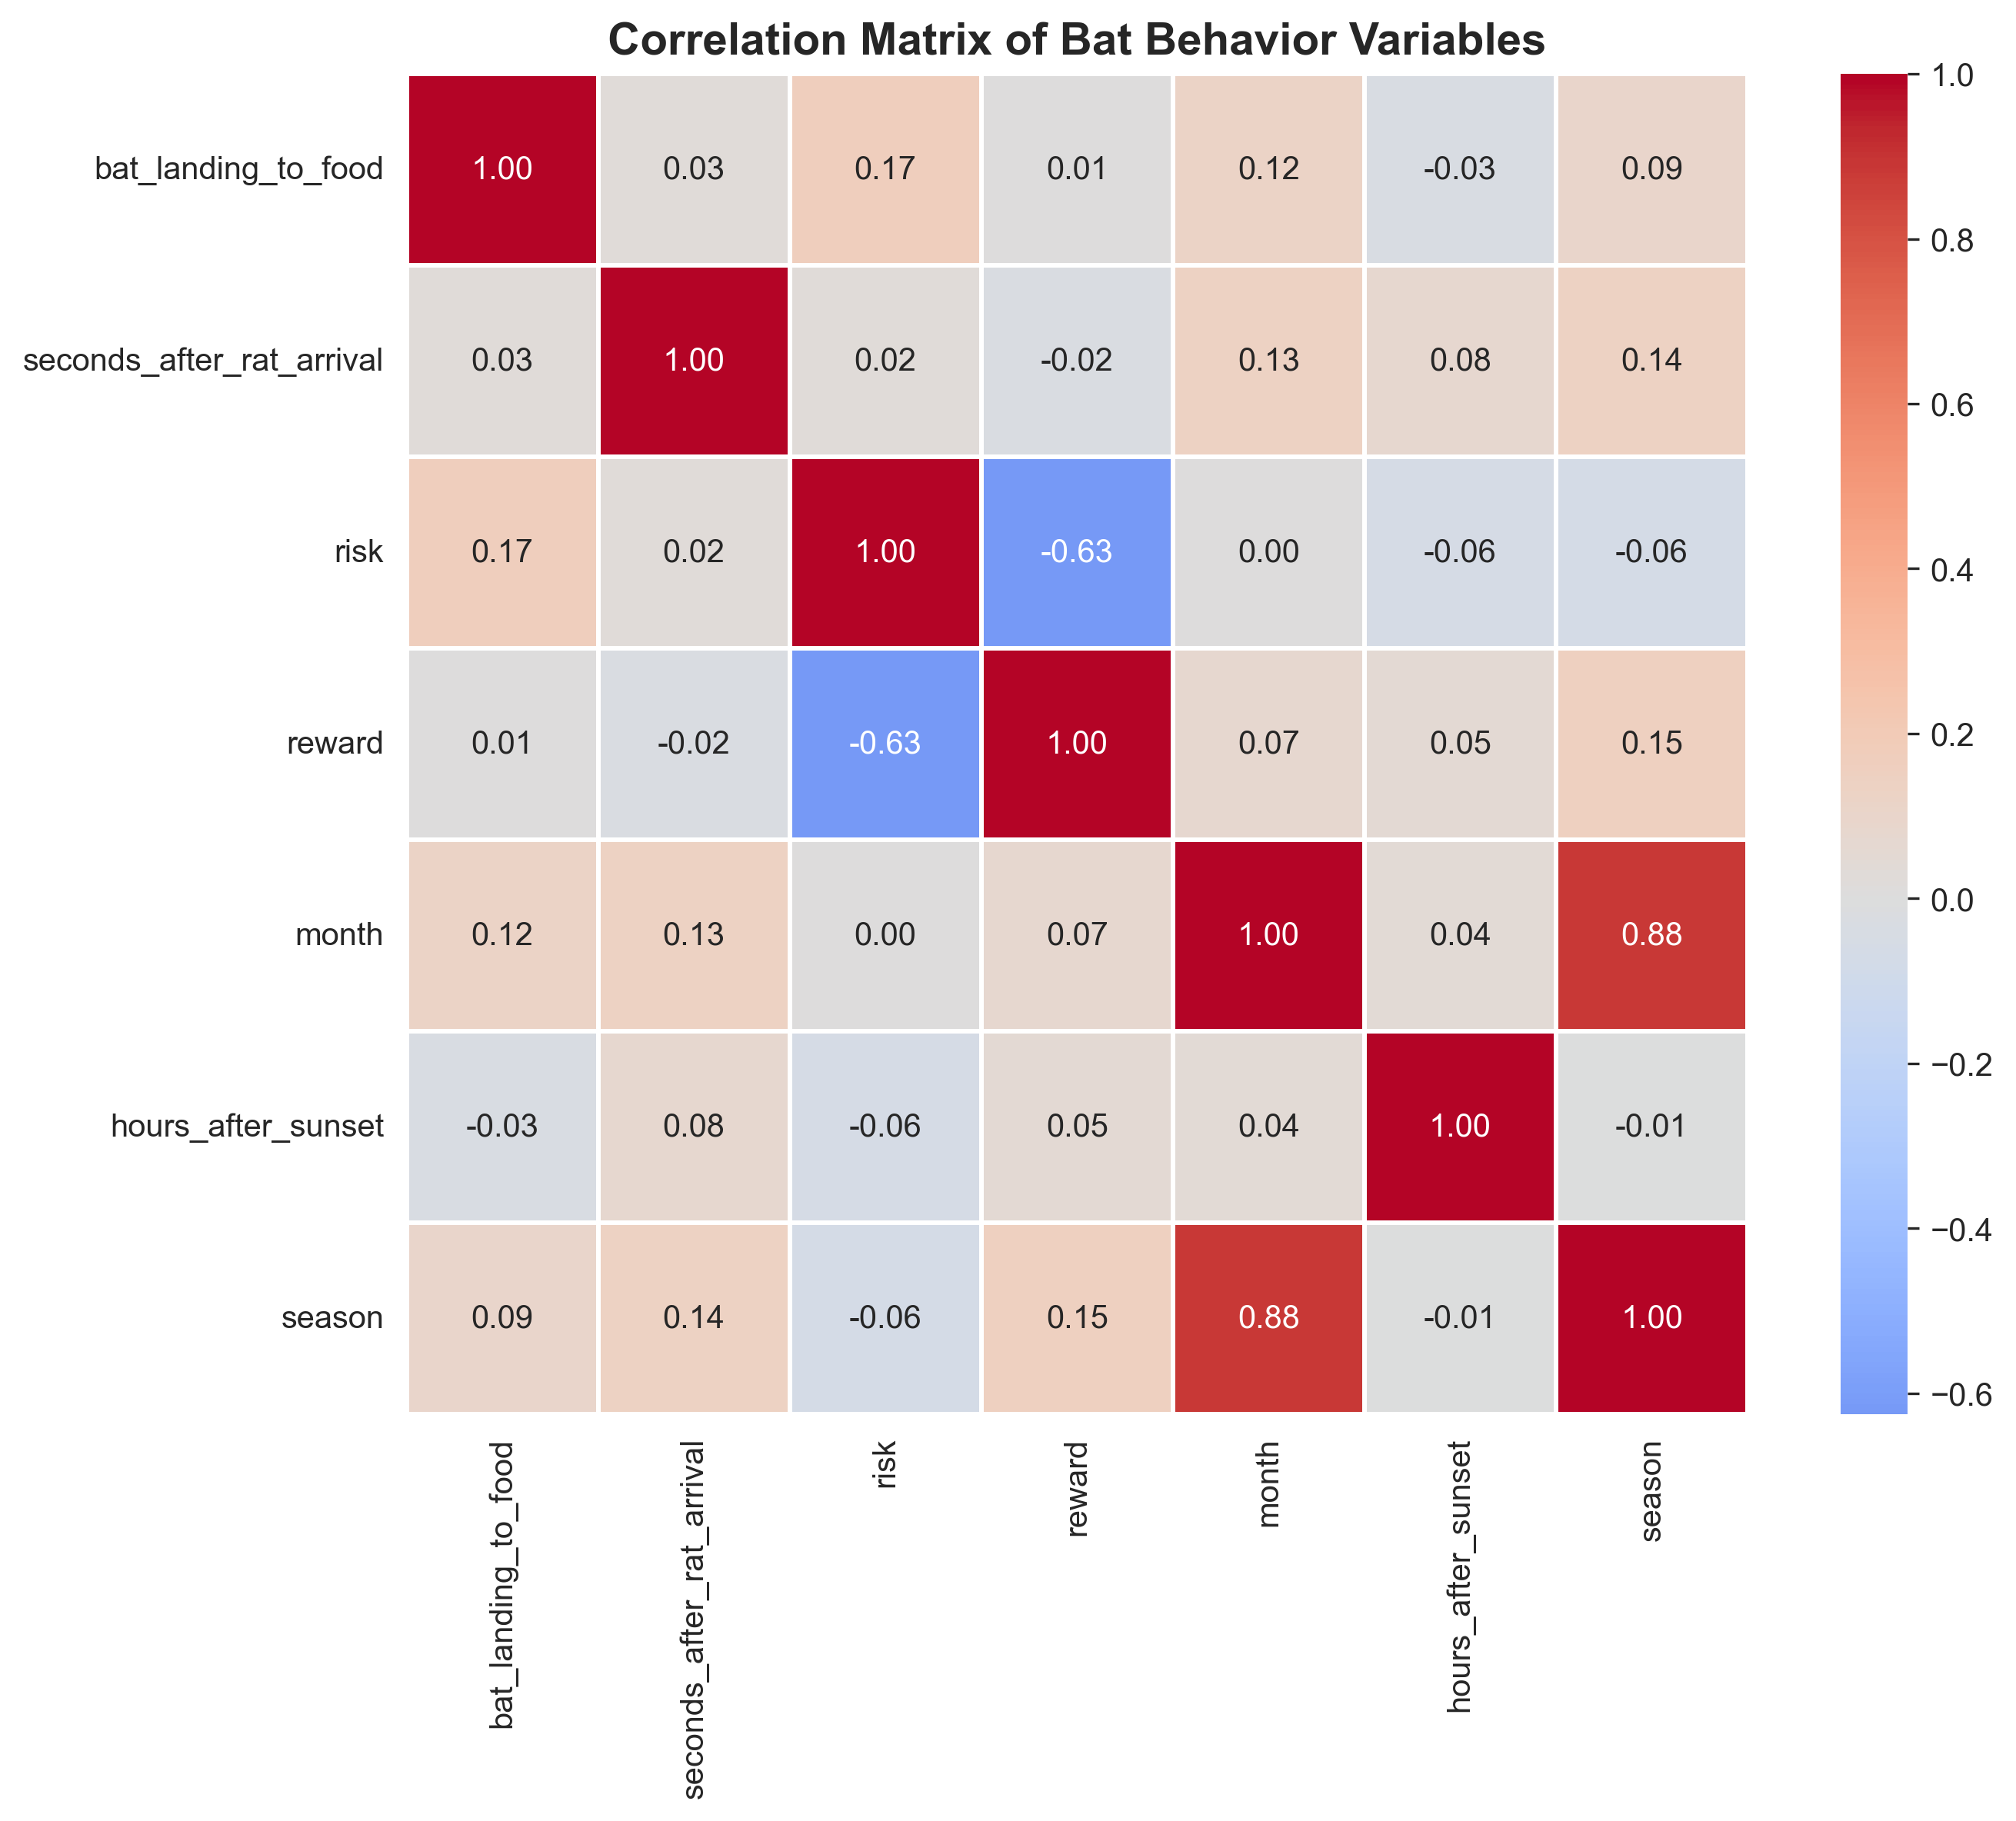 Correlation Matrix of Bat Behavior Variables
bat_landing_to_food 1.00 0.03 0.17 0.01 0.12 -0.03 0.09
seconds_after_rat_arrival 0.03 1.00 0.02 -0.02 0.13 0.08 0.14
risk 0.17 0.02 1.00 -0.63 0.00 -0.06 -0.06
reward 0.01 -0.02 -0.63 1.00 0.07 0.05 0.15
month 0.12 0.13 0.00 0.07 1.00 0.04 0.88
hours_after_sunset -0.03 0.08 -0.06 0.05 0.04 1.00 -0.01
season 0.09 0.14 -0.06 0.15 0.88 -0.01 1.00
bat_landing_to_food
seconds_after_rat_arrival
risk
reward
month
hours_after_sunset
season
1.0
0.8
0.6
0.4
0.2
0.0
−0.2
−0.4
−0.6